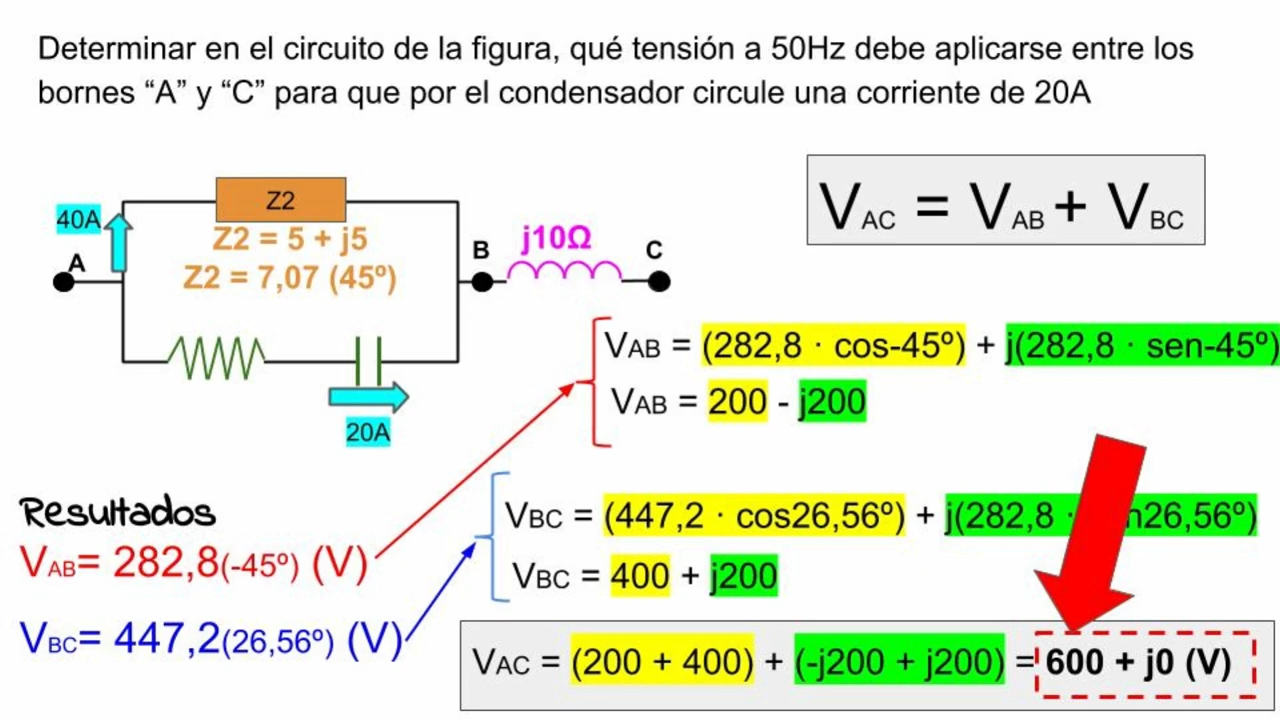 Determinar en el circuito de la figura, qué tensión a 50Hz debe aplicarse entre los
bornes “A” y “C” para que por el condensador circule una corriente de 20A
VAC = VAB + VBC
40A
Z2
Z2 = 5 + j5
Z2 = 7,07 (45º)
A
B
j10Ω
C
20A
VAB = (282,8 · cos-45º) + j(282,8 · sen-45º)
VAB = 200 - j200
Resultados
VAB= 282,8(-45º) (V)
VBC= 447,2(26,56º) (V)
VBC = (447,2 · cos26,56º) + j(282,8 · n26,56º)
VBC = 400 + j200
VAC = (200 + 400) + (-j200 + j200) = 600 + j0 (V)